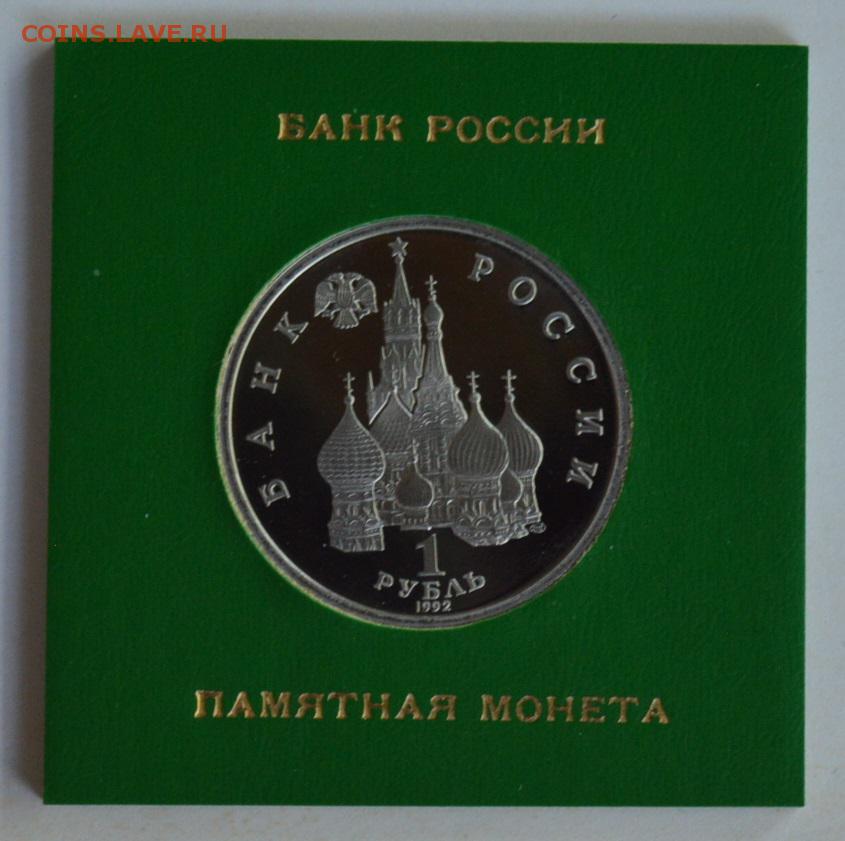 COINS.LAVE.RU
БАНК РОССИИ
БАНК РОССИИ
1
РУБЛЬ
1992
ПАМЯТНАЯ МОНЕТА